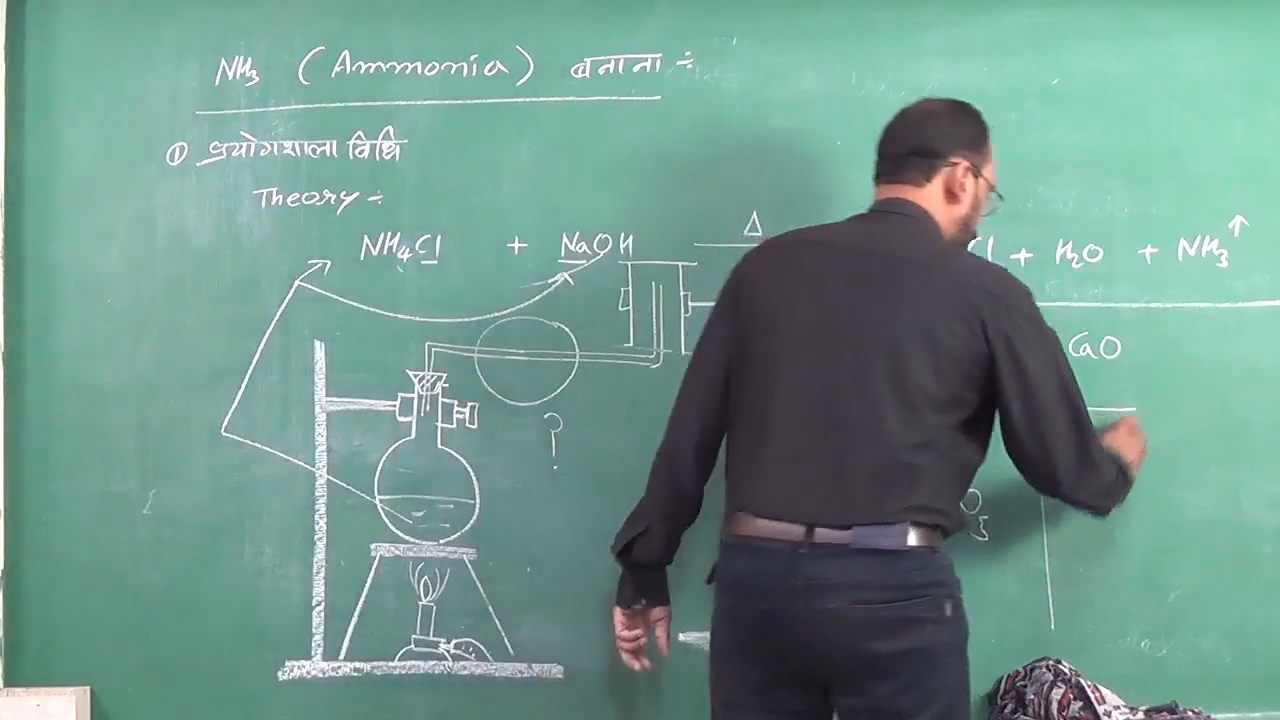 NH₃ (Ammonia) बनाना ÷
① प्रयोगशाला विधि
Theory ÷
NH₄Cl + NaOH Δ Cl + H₂O + NH₃ ↑
CaO
?